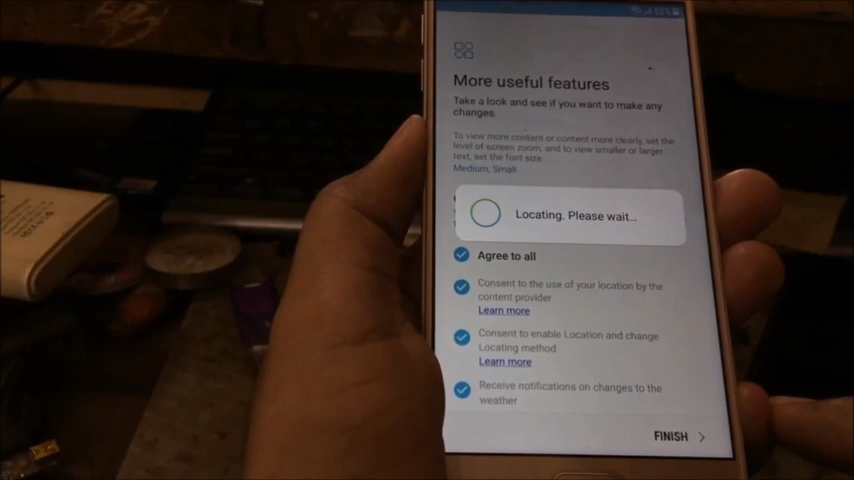 52%
More useful features
Take a look and see if you want to make any
changes.
To view more content or content more clearly, set the
level of screen zoom, and to view smaller or larger
text, set the font size.
Medium, Small
Locating. Please wait...
Agree to all
Consent to the use of your location by the
content provider
Learn more
Consent to enable Location and change
Locating method
Learn more
Receive notifications on changes to the
weather
FINISH